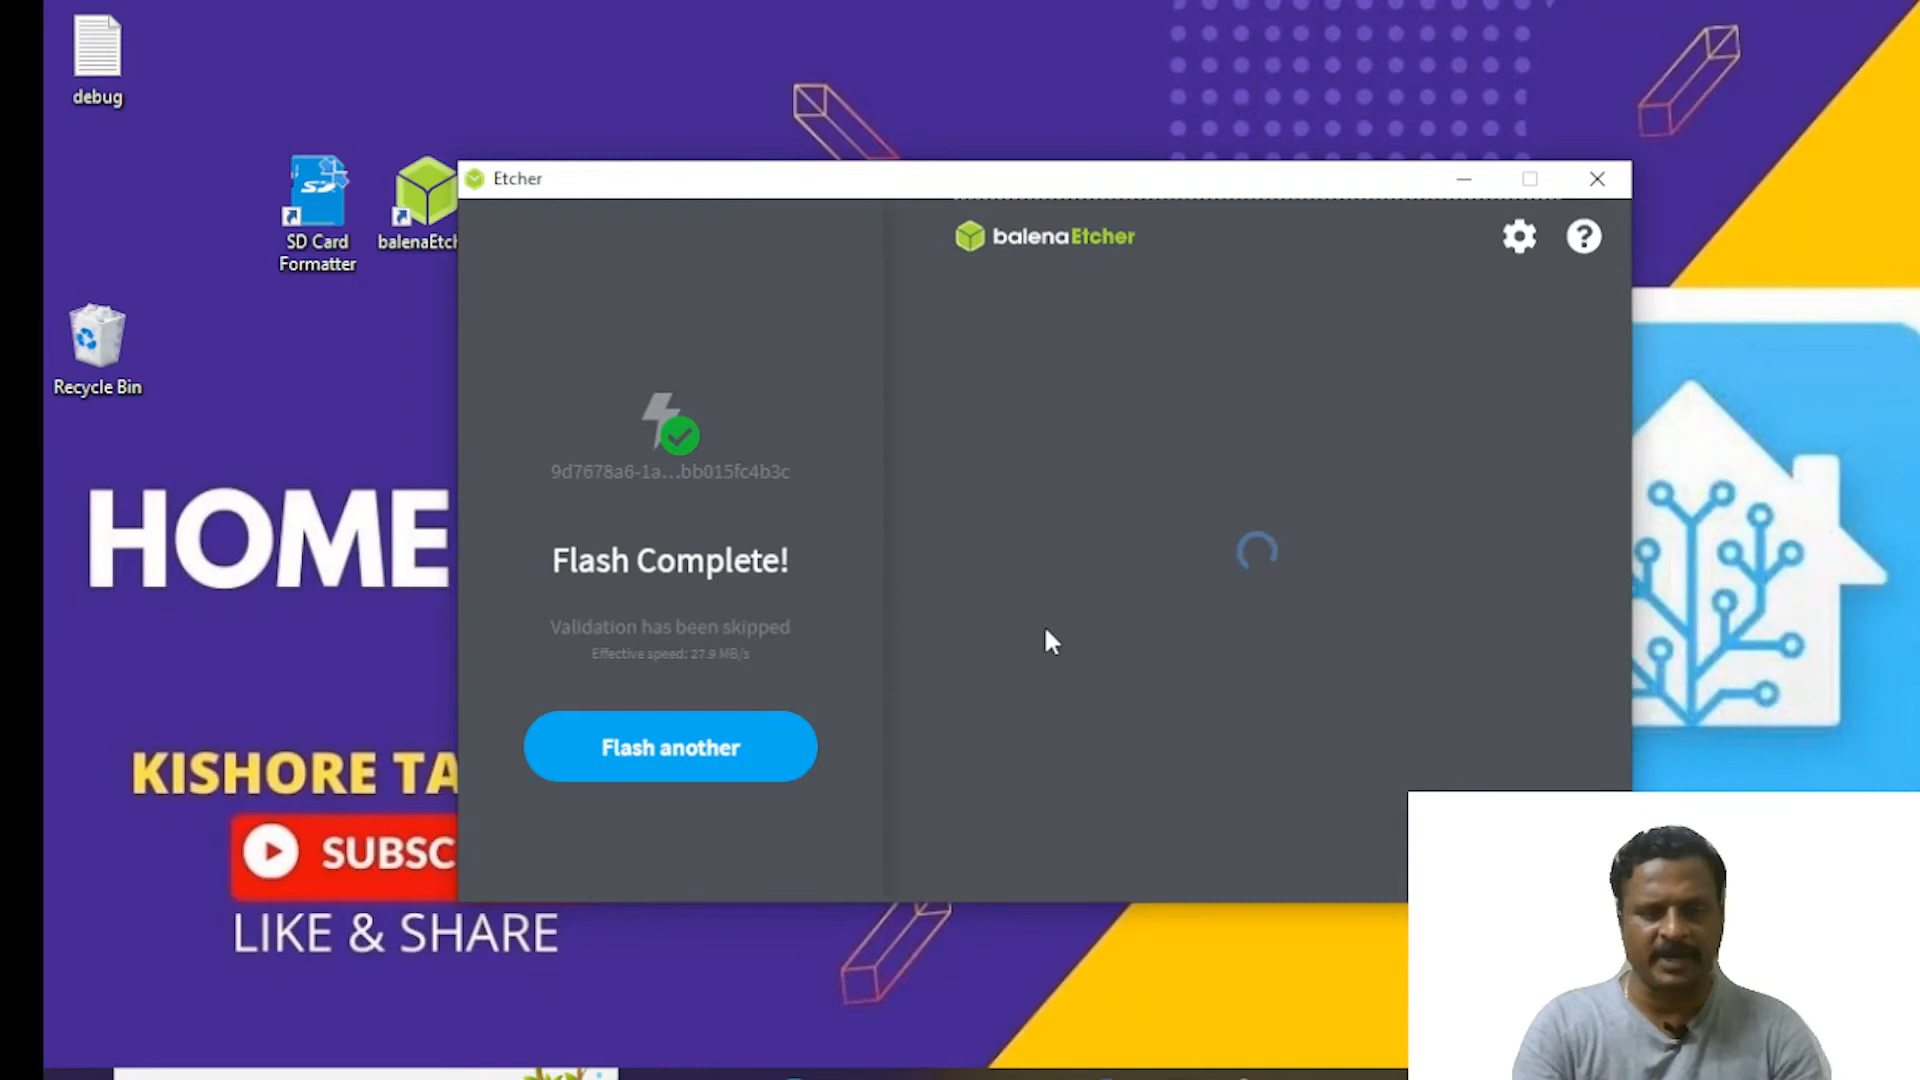 debug
SD
SD Card
Formatter
balenaEtch
Recycle Bin
HOME
KISHORE TA
SUBSC
LIKE & SHARE
Etcher
balenaEtcher
?
9d7678a6-1a...bb015fc4b3c
Flash Complete!
Validation has been skipped
Effective speed: 27.9 MB/s
Flash another